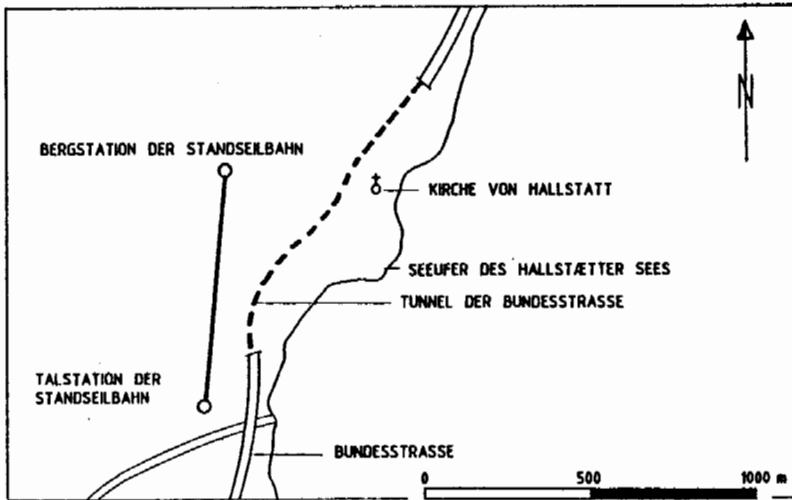 N
BERGSTATION DER STANDSEILBAHN
KIRCHE VON HALLSTATT
SEEUFER DES HALLSTÆTTER SEES
TUNNEL DER BUNDESSTRASSE
TALSTATION DER
STANDSEILBAHN
BUNDESSTRASSE
0 500 1000 m